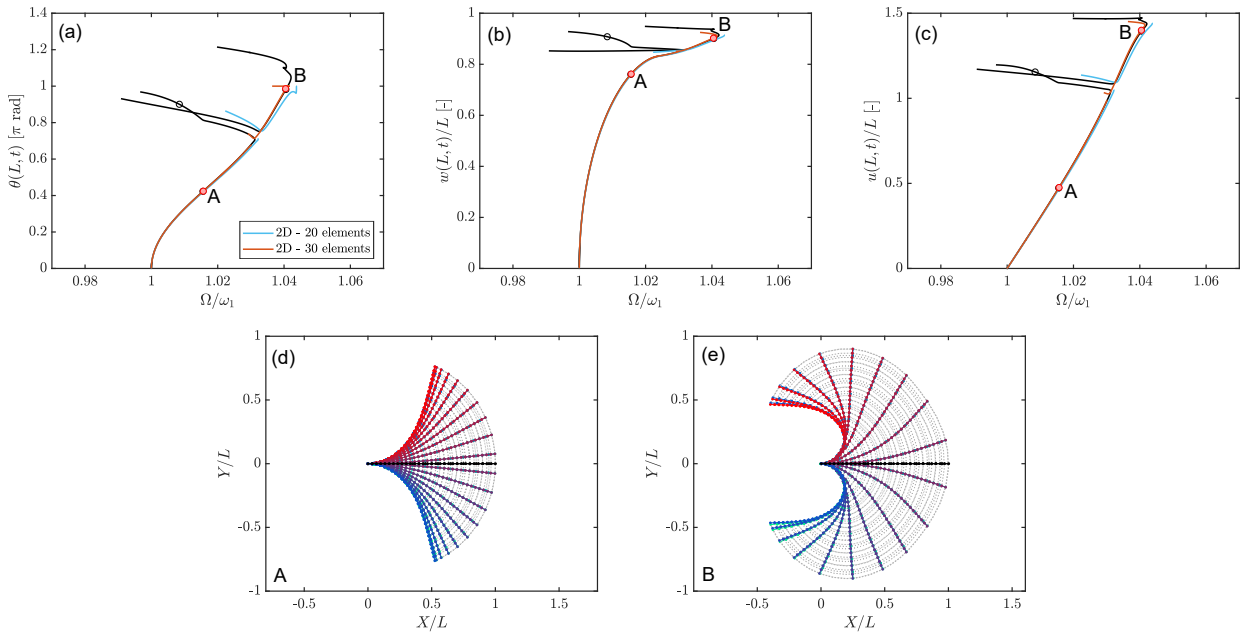 (a)
1.4
1.2
1
0.8
0.6
0.4
0.2
0
θ(L, t) [π rad]
B
A
2D - 20 elements
2D - 30 elements
0.98
1
1.02
1.04
1.06
Ω/ω₁
(b)
1
0.8
0.6
0.4
0.2
0
w(L, t)/L [-]
B
A
0.98
1
1.02
1.04
1.06
Ω/ω₁
(c)
1.5
1
0.5
0
u(L, t)/L [-]
B
A
0.98
1
1.02
1.04
1.06
Ω/ω₁
(d)
1
0.5
0
-0.5
-1
Y/L
A
-0.5
0
0.5
1
1.5
X/L
(e)
1
0.5
0
-0.5
-1
Y/L
B
-0.5
0
0.5
1
1.5
X/L